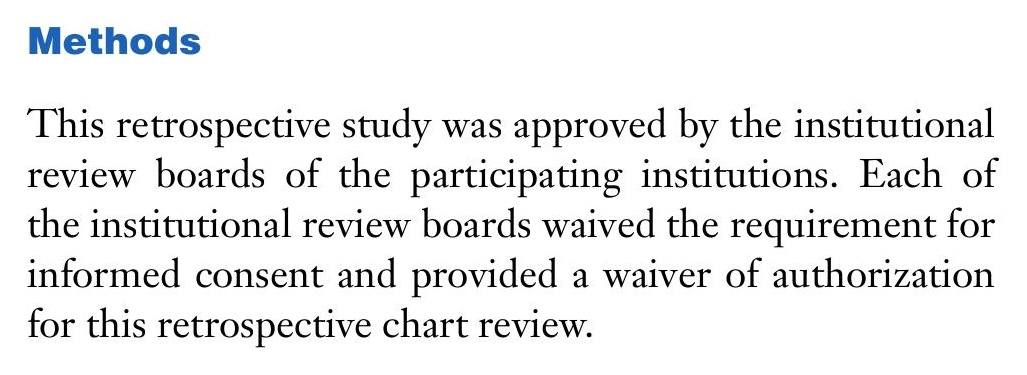 Methods
This retrospective study was approved by the institutional
review boards of the participating institutions. Each of
the institutional review boards waived the requirement for
informed consent and provided a waiver of authorization
for this retrospective chart review.